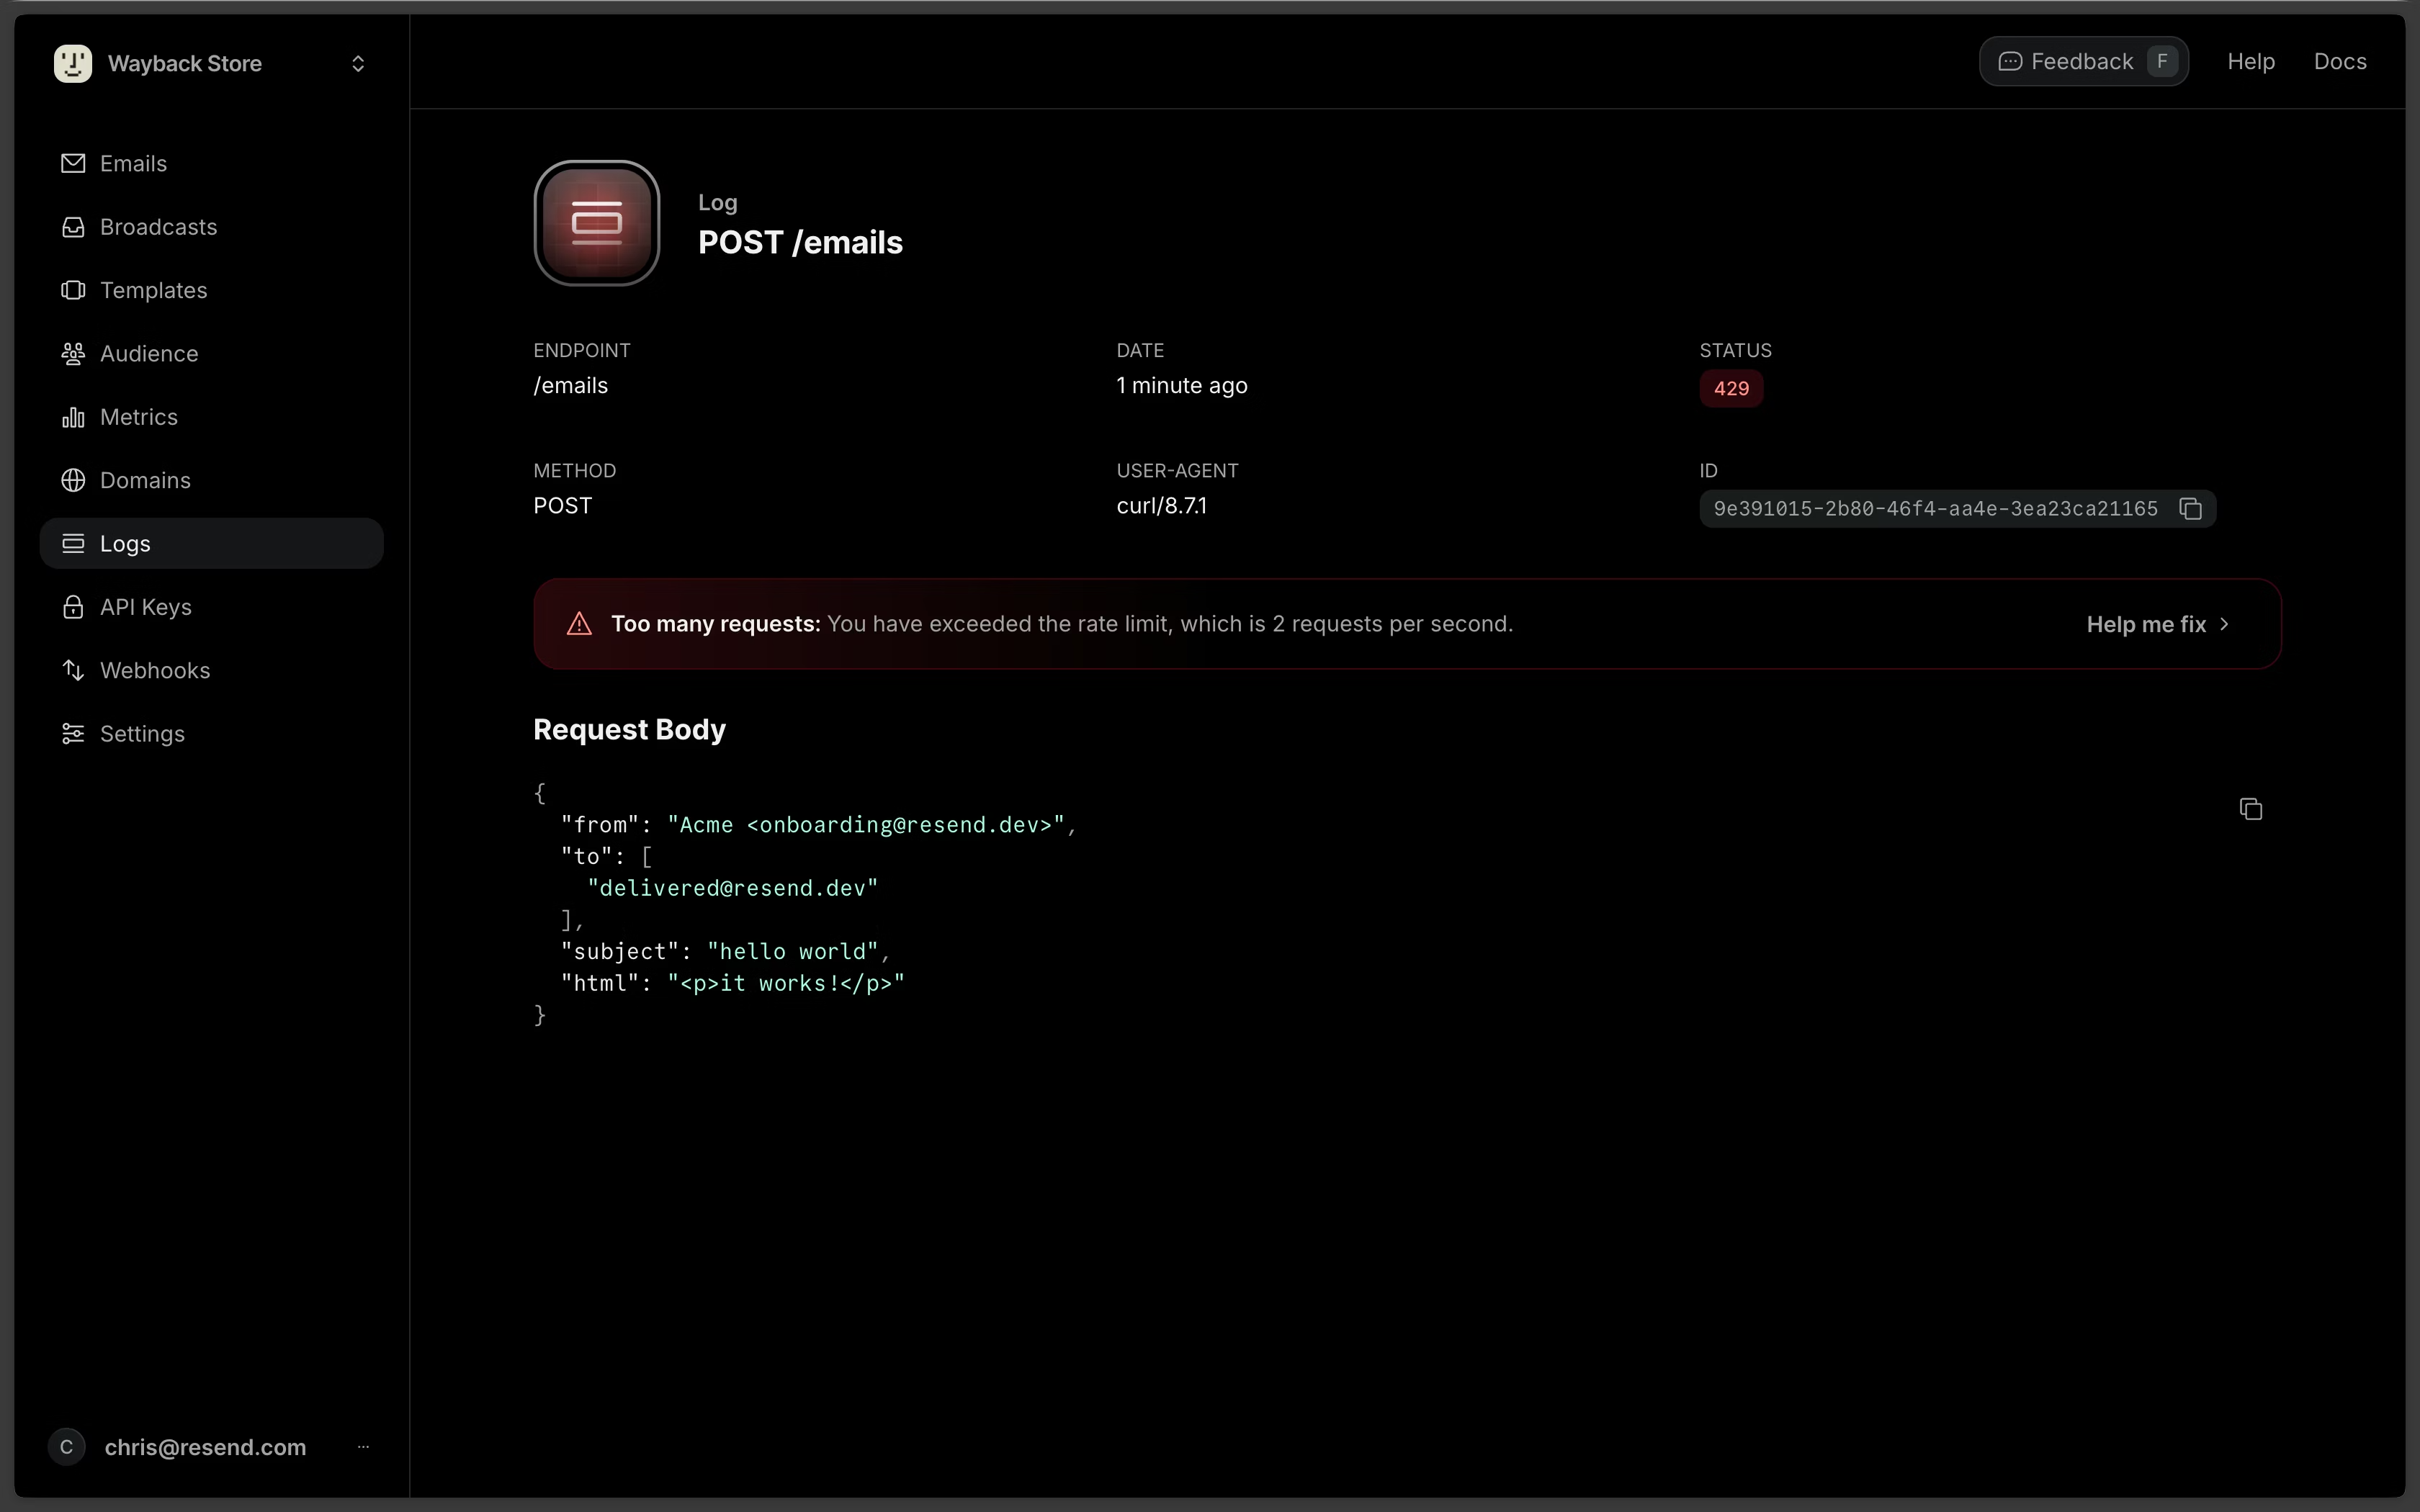 Wayback Store
Feedback F
Help
Docs
Emails
Broadcasts
Templates
Audience
Metrics
Domains
Logs
API Keys
Webhooks
Settings
Log
POST /emails
ENDPOINT
/emails
DATE
1 minute ago
STATUS
429
METHOD
POST
USER-AGENT
curl/8.7.1
ID
9e391015-2b80-46f4-aa4e-3ea23ca21165
Too many requests: You have exceeded the rate limit, which is 2 requests per second.
Help me fix
Request Body
{
  "from": "Acme <onboarding@resend.dev>",
  "to": [
    "delivered@resend.dev"
  ],
  "subject": "hello world",
  "html": "<p>it works!</p>"
}
C
chris@resend.com